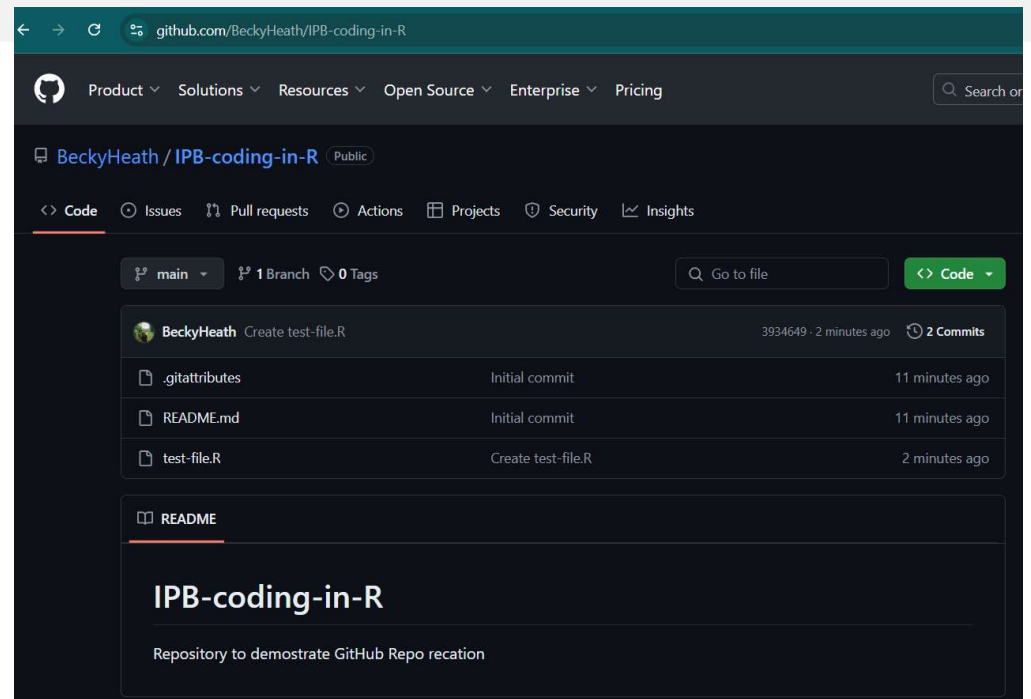 github.com/BeckyHeath/IPB-coding-in-R
Product Solutions Resources Open Source Enterprise Pricing Search or
BeckyHeath / IPB-coding-in-R Public
Code Issues Pull requests Actions Projects Security Insights
main 1 Branch 0 Tags Go to file Code
BeckyHeath Create test-file.R 3934649 · 2 minutes ago 2 Commits
.gitattributes Initial commit 11 minutes ago
README.md Initial commit 11 minutes ago
test-file.R Create test-file.R 2 minutes ago
README
IPB-coding-in-R
Repository to demostrate GitHub Repo recation